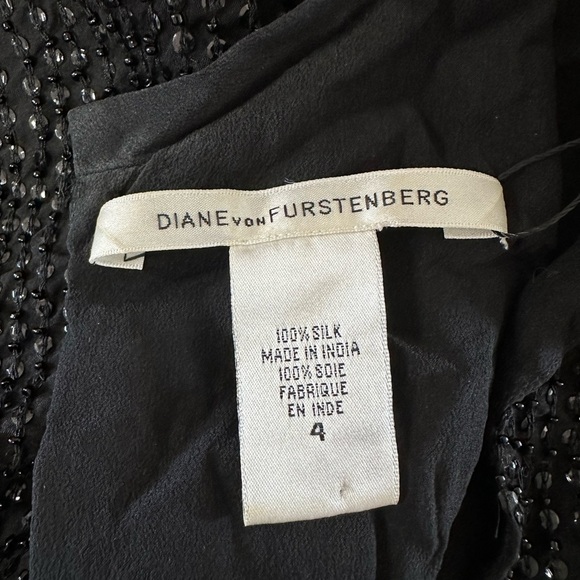 DIANE VON FURSTENBERG
100% SILK
MADE IN INDIA
100% SOIE
FABRIQUE
EN INDE
4